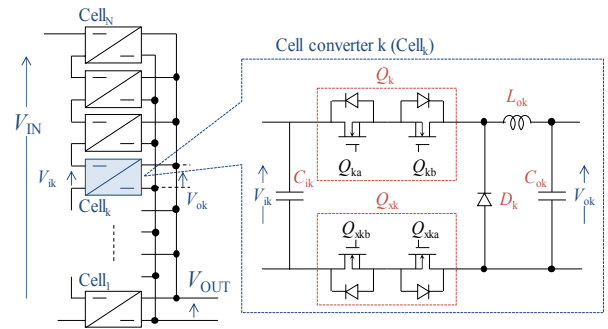 Cell_N
Cell converter k (Cell_k)
Q_k
L_ok
V_IN
Q_ka
Q_kb
V_ik
Cell_k
V_ok
V_ik
C_ik
D_k
C_ok
V_ok
Q_xk
Q_xkb
Q_xka
Cell_1
V_OUT